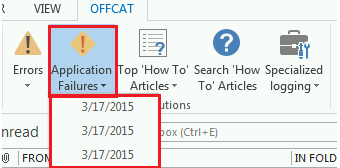 VIEW OFFCAT
Errors
Application Failures
Top 'How To' Articles
Search 'How To' Articles
Specialized logging
utions
3/17/2015
nread
box (Ctrl+E)
3/17/2015
FROM
IN FOLD
3/17/2015